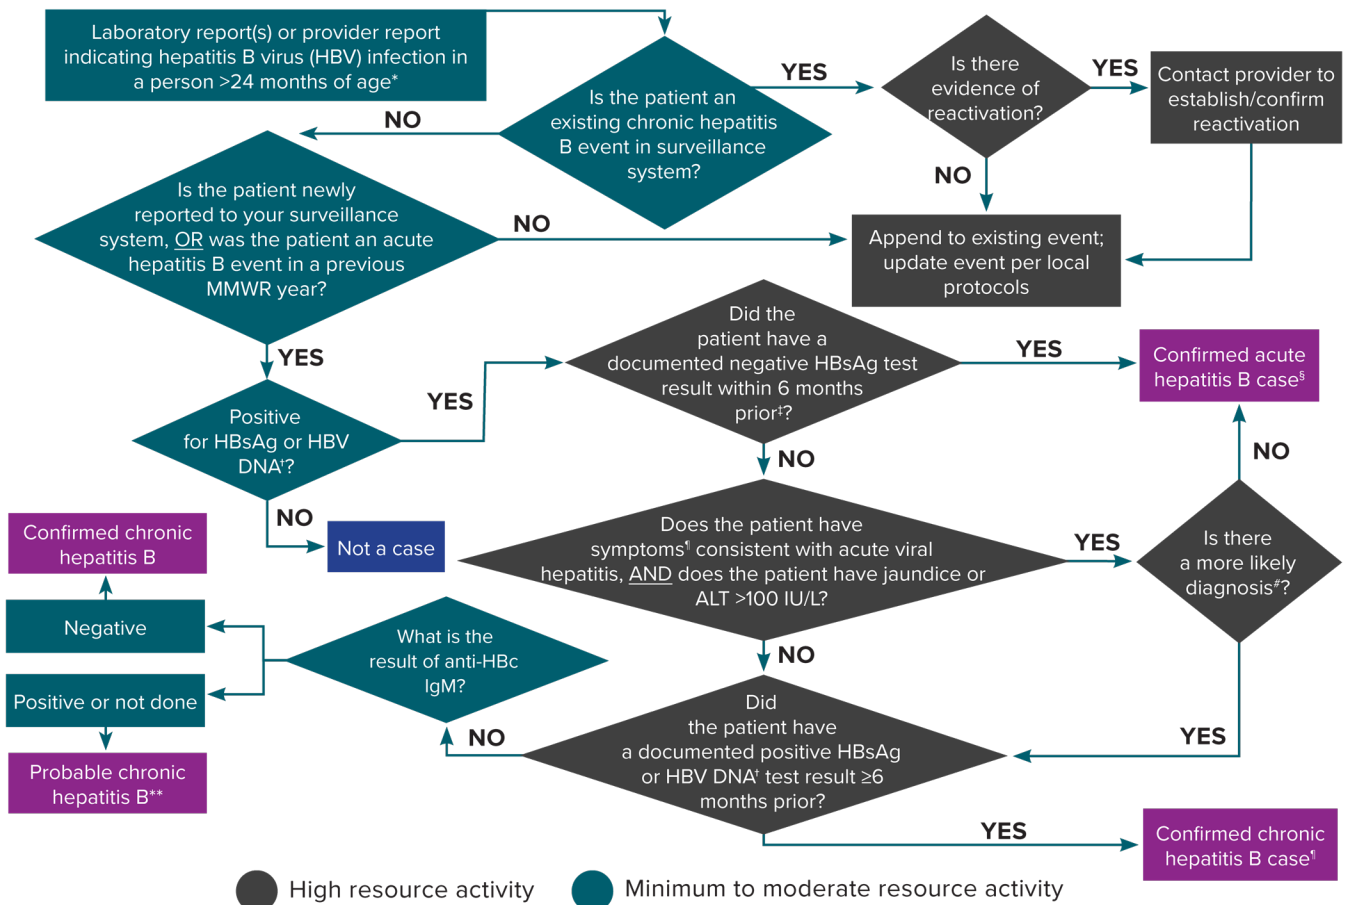 Laboratory report(s) or provider report
indicating hepatitis B virus (HBV) infection in
a person >24 months of age*
Is the patient an
existing chronic hepatitis
B event in surveillance
system?
YES
Is there
evidence of
reactivation?
YES
Contact provider to
establish/confirm
reactivation
NO
NO
Is the patient newly
reported to your surveillance
system, OR was the patient an acute
hepatitis B event in a previous
MMWR year?
NO
Append to existing event;
update event per local
protocols
YES
Positive
for HBsAg or HBV
DNA†?
YES
Did the
patient have a
documented negative HBsAg test
result within 6 months
prior‡?
YES
Confirmed acute
hepatitis B case§
NO
NO
NO
Not a case
Does the patient have
symptoms¶ consistent with acute viral
hepatitis, AND does the patient have jaundice or
ALT >100 IU/L?
YES
Is there
a more likely
diagnosis#?
NO
YES
Did
the patient have
a documented positive HBsAg
or HBV DNA† test result ≥6
months prior?
NO
What is the
result of anti-HBc
IgM?
Confirmed chronic
hepatitis B
Negative
Positive or not done
Probable chronic
hepatitis B**
YES
Confirmed chronic
hepatitis B case¶
High resource activity
Minimum to moderate resource activity